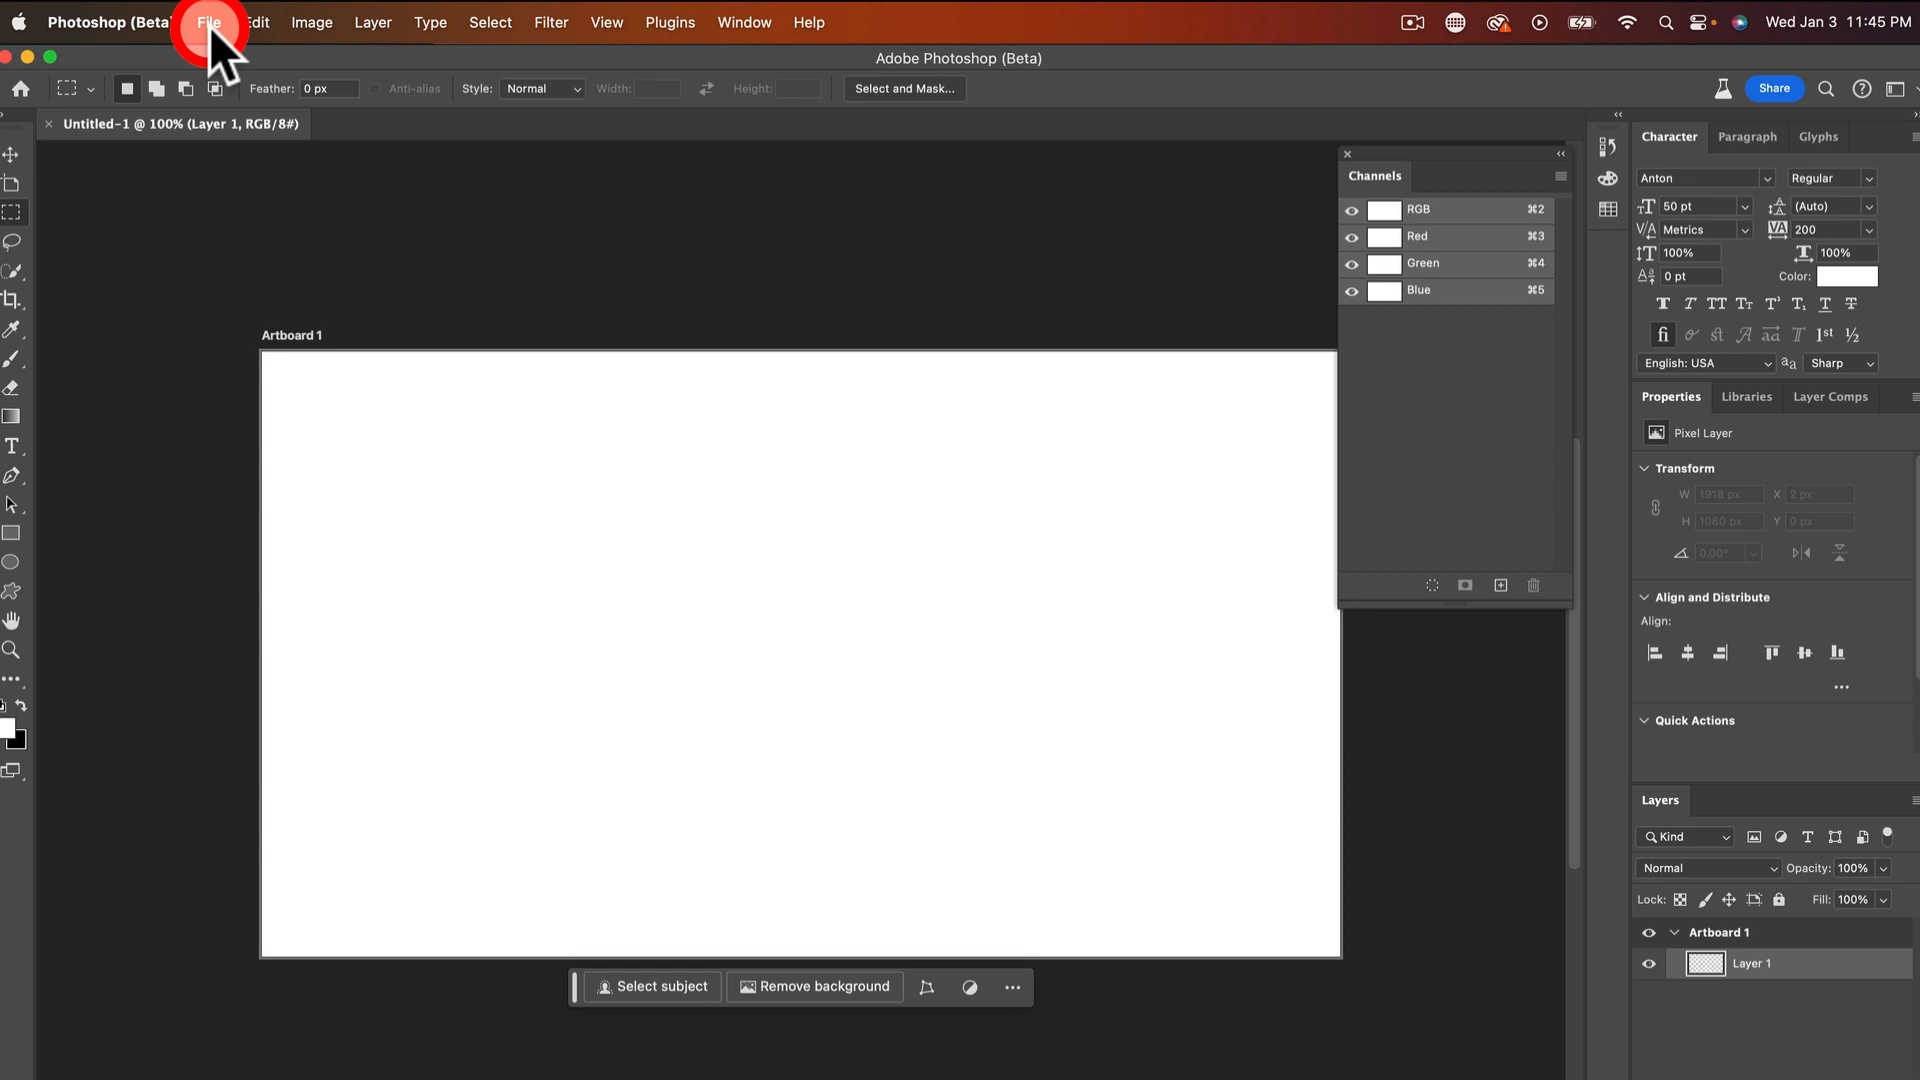 Photoshop (Beta) File Edit Image Layer Type Select Filter View Plugins Window Help Wed Jan 3 11:45 PM
Adobe Photoshop (Beta)
Feather: 0 px Anti-alias Style: Normal Width: Height: Select and Mask... Share
Untitled-1 @ 100% (Layer 1, RGB/8#)
Character Paragraph Glyphs
Channels
Anton Regular
RGB ⌘2
50 pt (Auto)
Red ⌘3
Metrics 200
Green ⌘4
100% 100%
Blue ⌘5
0 pt Color:
Artboard 1
English: USA Sharp
Properties Libraries Layer Comps
Pixel Layer
Transform
W 1918 px X 2 px
H 1080 px Y 0 px
0.00°
Align and Distribute
Align:
Quick Actions
Layers
Kind
Normal Opacity: 100%
Lock: Fill: 100%
Artboard 1
Layer 1
Select subject Remove background